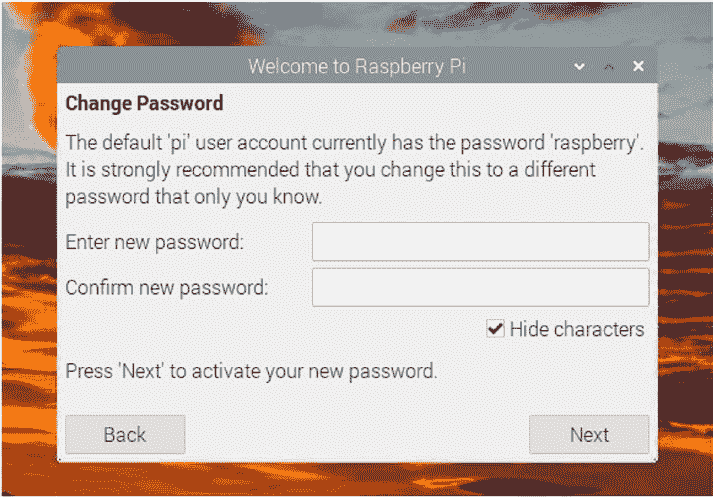 Welcome to Raspberry Pi
Change Password
The default 'pi' user account currently has the password 'raspberry'.
It is strongly recommended that you change this to a different
password that only you know.
Enter new password:
Confirm new password:
Hide characters
Press 'Next' to activate your new password.
Back
Next